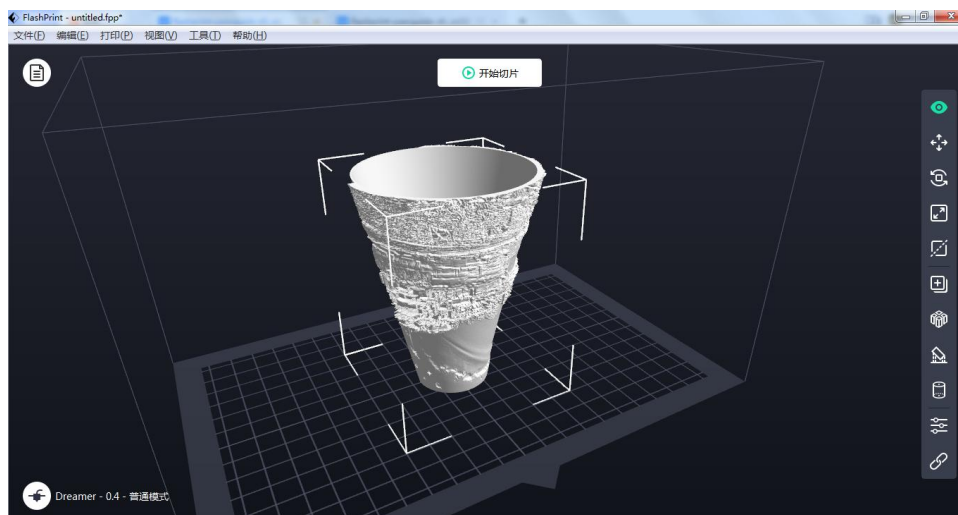 FlashPrint - untitled.fpp*
文件(F) 编辑(E) 打印(P) 视图(V) 工具(T) 帮助(H)
开始切片
Dreamer - 0.4 - 普通模式